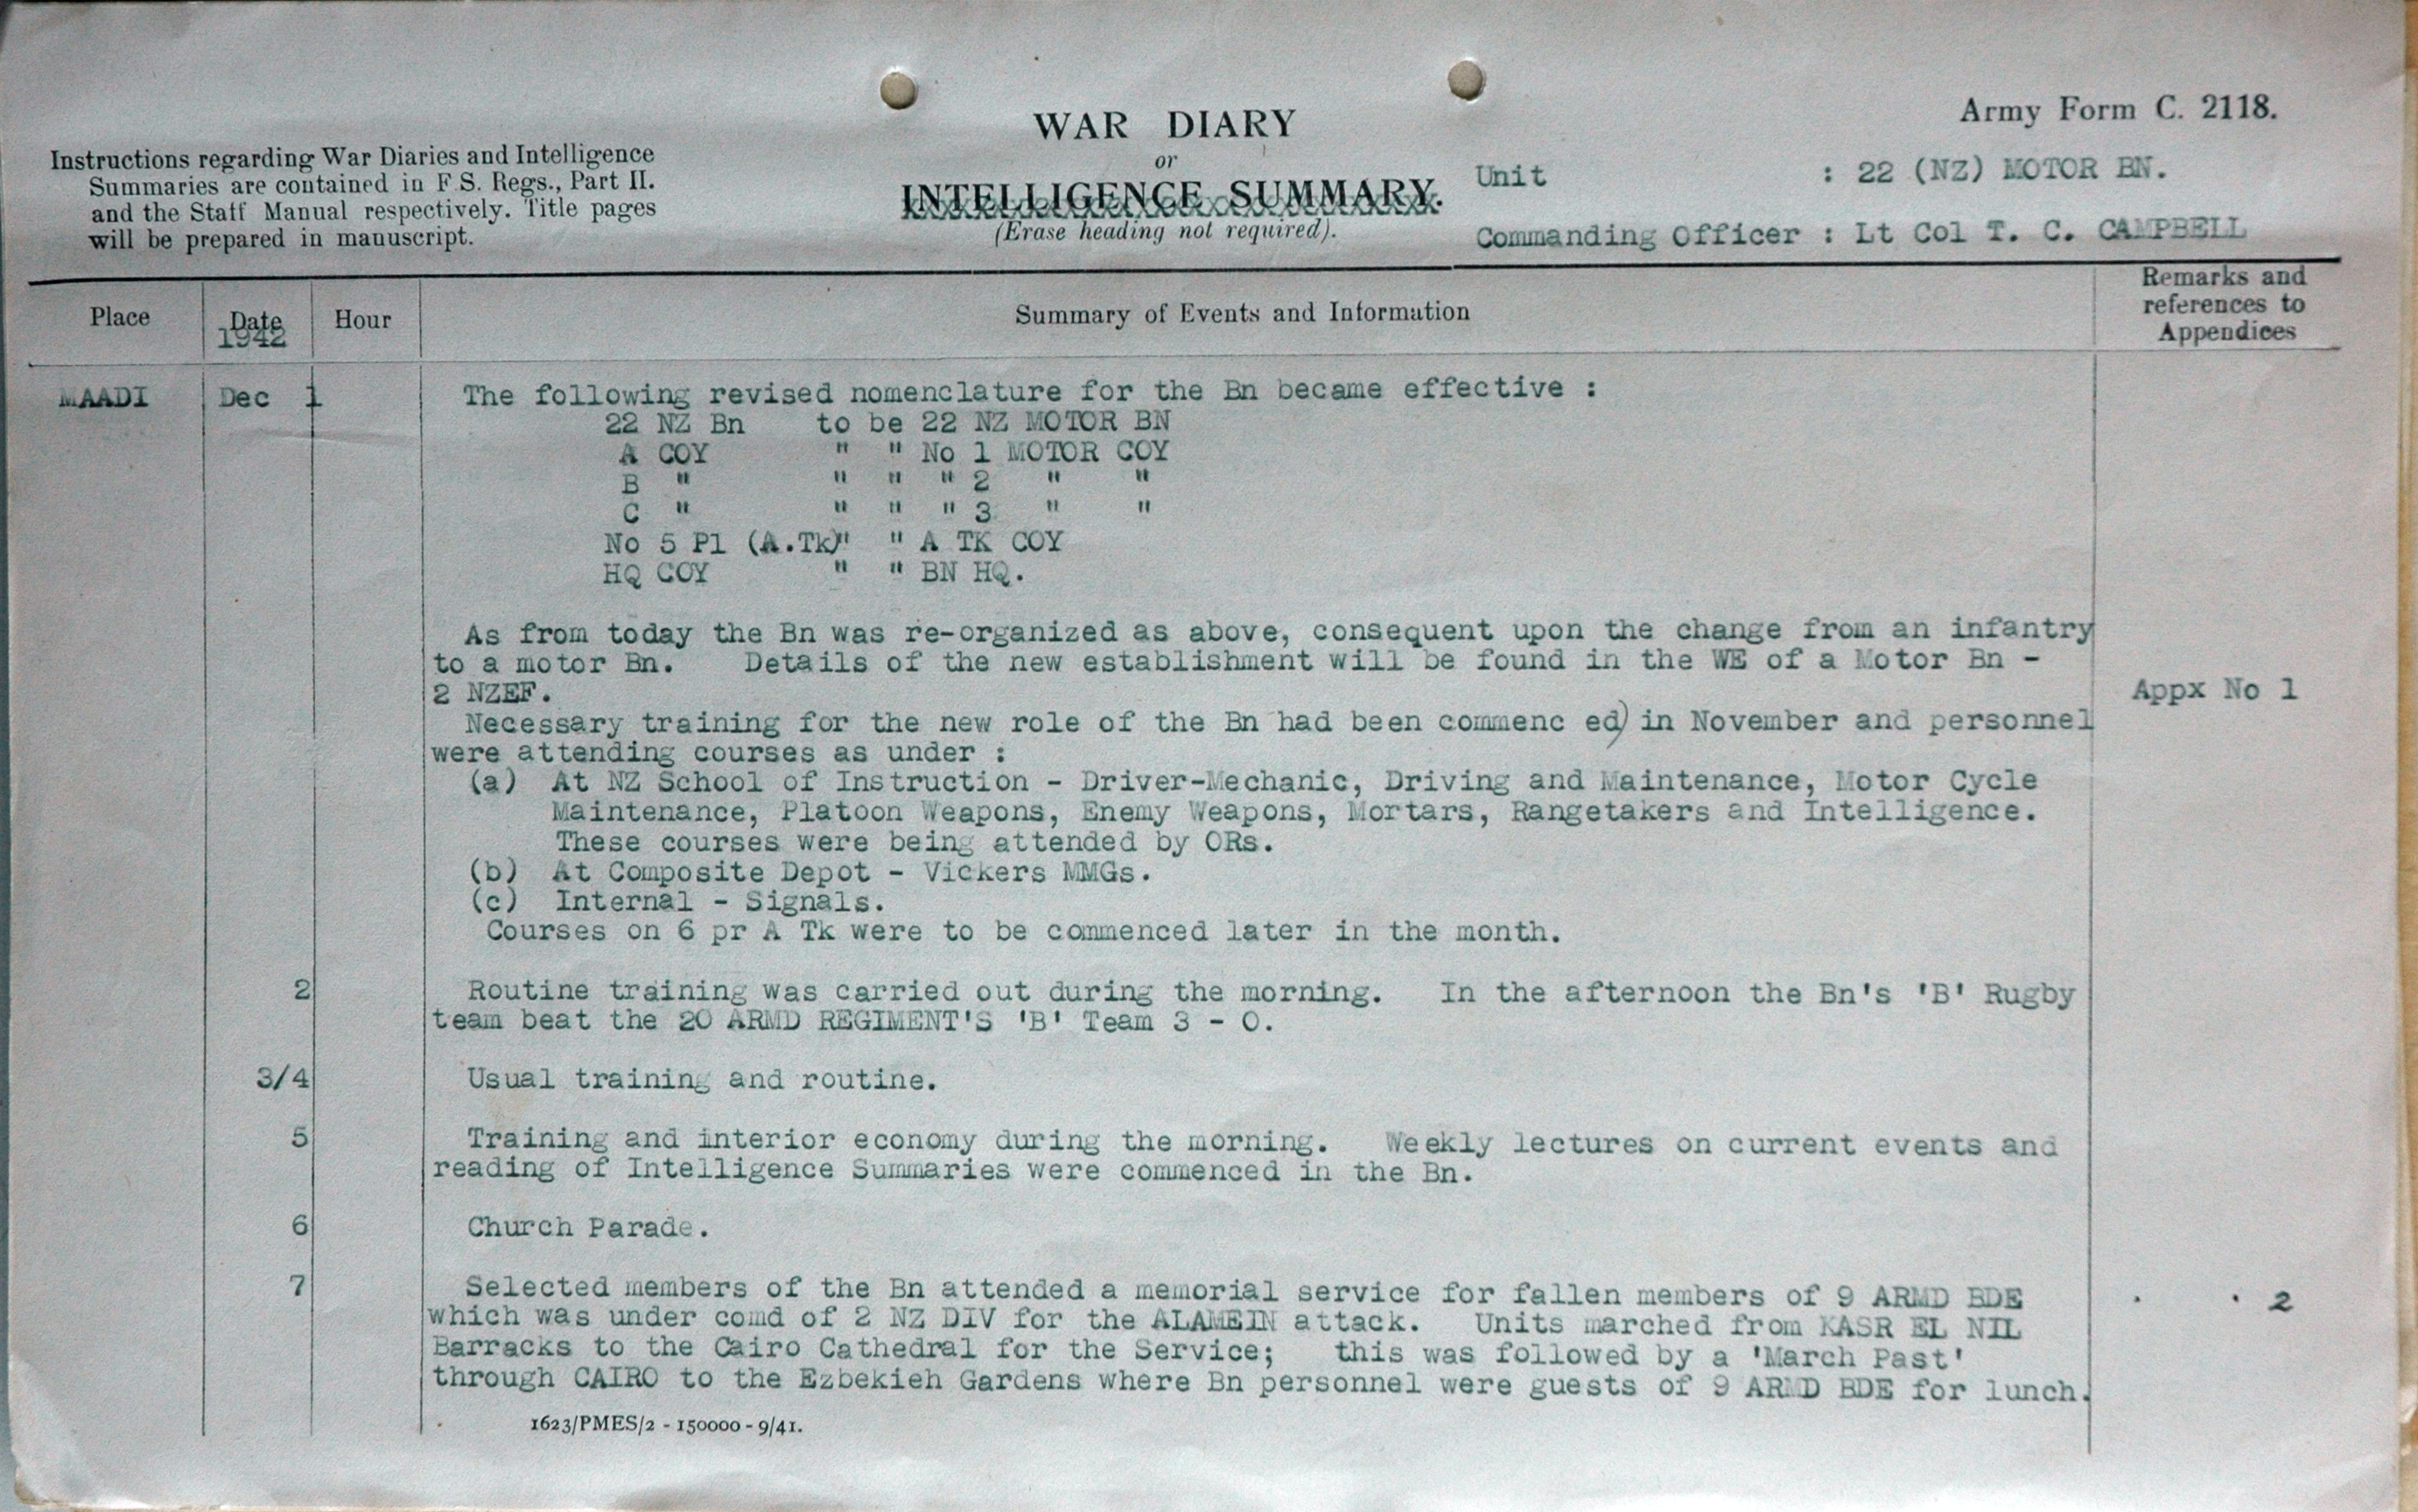 Army Form C. 2118.
WAR DIARY
or
INTELLIGENCE SUMMARY.
(Erase heading not required).
Instructions regarding War Diaries and Intelligence
Summaries are contained in F.S. Regs., Part II.
and the Staff Manual respectively. Title pages
will be prepared in manuscript.
Unit : 22 (NZ) MOTOR BN.
Commanding Officer : Lt Col T. C. CAMPBELL
Place Date Hour Summary of Events and Information Remarks and references to Appendices
1942
MAADI Dec 1 The following revised nomenclature for the Bn became effective :
22 NZ Bn to be 22 NZ MOTOR BN
A COY " " No 1 MOTOR COY
B " " " " 2 " "
C " " " " 3 " "
No 5 Pl (A.Tk)" " A TK COY
HQ COY " " BN HQ.
As from today the Bn was re-organized as above, consequent upon the change from an infantry
to a motor Bn. Details of the new establishment will be found in the WE of a Motor Bn -
2 NZEF. Appx No 1
Necessary training for the new role of the Bn had been commenc ed) in November and personnel
were attending courses as under :
(a) At NZ School of Instruction - Driver-Mechanic, Driving and Maintenance, Motor Cycle
Maintenance, Platoon Weapons, Enemy Weapons, Mortars, Rangetakers and Intelligence.
These courses were being attended by ORs.
(b) At Composite Depot - Vickers MMGs.
(c) Internal - Signals.
Courses on 6 pr A Tk were to be commenced later in the month.
2 Routine training was carried out during the morning. In the afternoon the Bn's 'B' Rugby
team beat the 20 ARMD REGIMENT'S 'B' Team 3 - 0.
3/4 Usual training and routine.
5 Training and interior economy during the morning. Weekly lectures on current events and
reading of Intelligence Summaries were commenced in the Bn.
6 Church Parade.
7 Selected members of the Bn attended a memorial service for fallen members of 9 ARMD BDE " " 2
which was under comd of 2 NZ DIV for the ALAMEIN attack. Units marched from KASR EL NIL
Barracks to the Cairo Cathedral for the Service; this was followed by a 'March Past'
through CAIRO to the Ezbekieh Gardens where Bn personnel were guests of 9 ARMD BDE for lunch.
1623/PMES/2 - 150000 - 9/41.